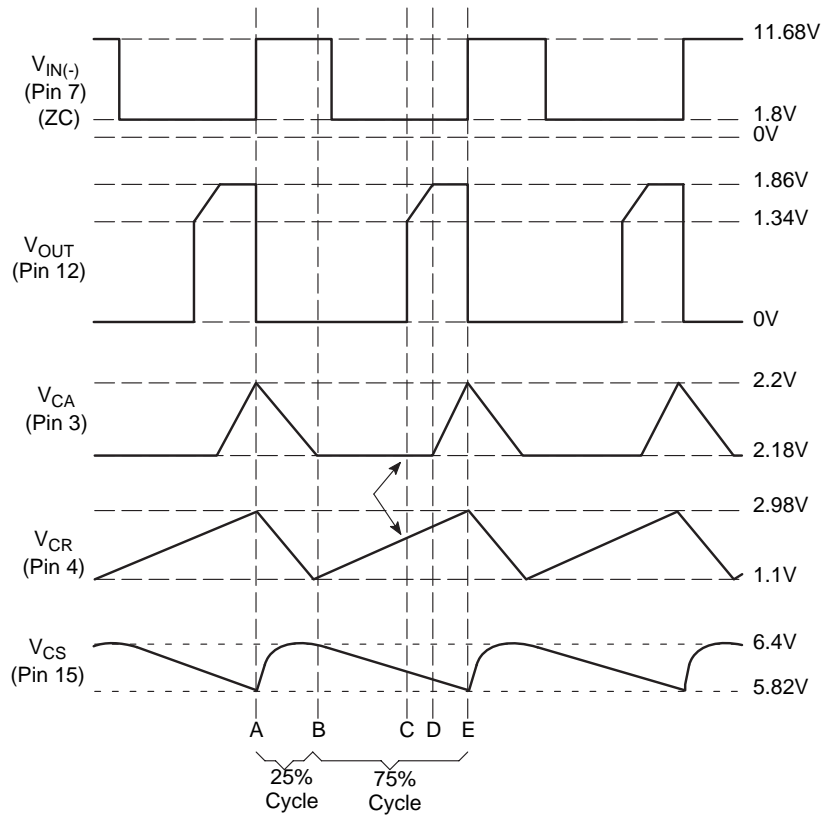 11.68V
V_IN(-)
(Pin 7)
(ZC)
1.8V
0V
1.86V
1.34V
V_OUT
(Pin 12)
0V
2.2V
V_CA
(Pin 3)
2.18V
2.98V
V_CR
(Pin 4)
1.1V
6.4V
V_CS
(Pin 15)
5.82V
A B C D E
25% 75%
Cycle Cycle